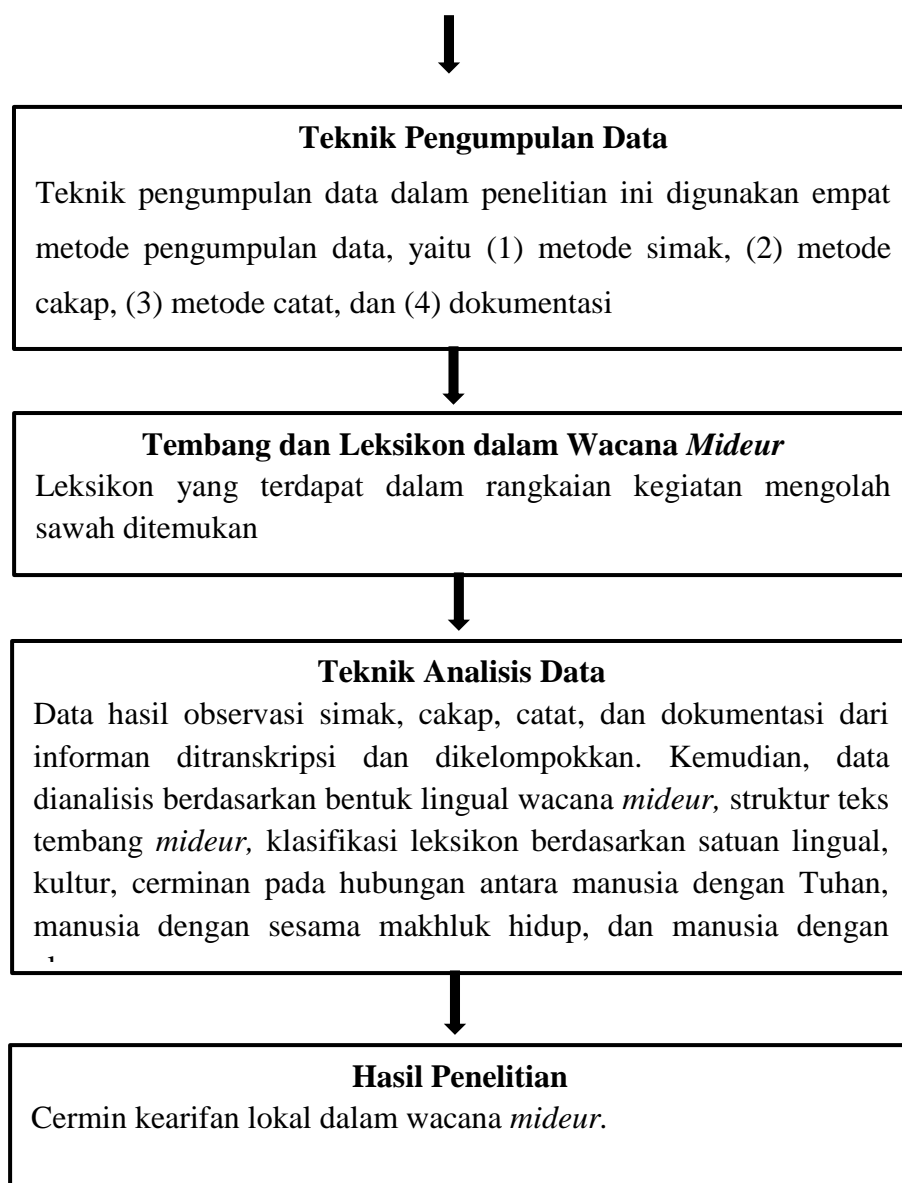 Teknik Pengumpulan Data
Teknik pengumpulan data dalam penelitian ini digunakan empat
metode pengumpulan data, yaitu (1) metode simak, (2) metode
cakap, (3) metode catat, dan (4) dokumentasi
Tembang dan Leksikon dalam Wacana Mideur
Leksikon yang terdapat dalam rangkaian kegiatan mengolah
sawah ditemukan
Teknik Analisis Data
Data hasil observasi simak, cakap, catat, dan dokumentasi dari
informan ditranskripsi dan dikelompokkan. Kemudian, data
dianalisis berdasarkan bentuk lingual wacana mideur, struktur teks
tembang mideur, klasifikasi leksikon berdasarkan satuan lingual,
kultur, cerminan pada hubungan antara manusia dengan Tuhan,
manusia dengan sesama makhluk hidup, dan manusia dengan
Hasil Penelitian
Cermin kearifan lokal dalam wacana mideur.